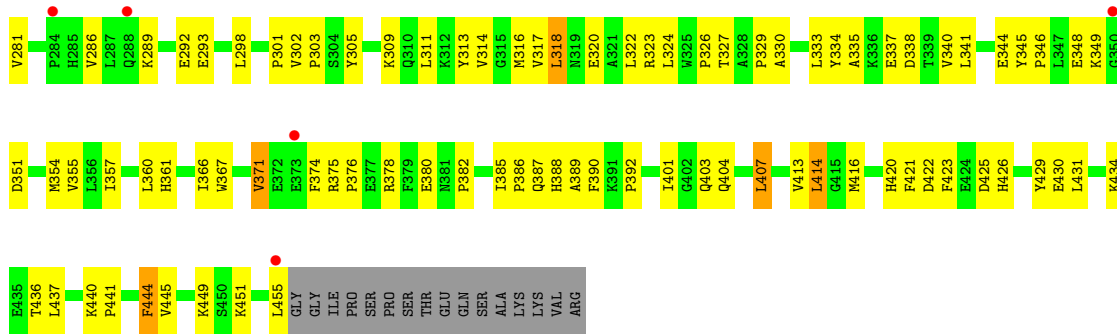 V281 P284 H285 V286 L287 Q288 K289 E292 E293 L298 P301 V302 P303 S304 Y305 K309 Q310 L311 K312 Y313 V314 G315 M316 V317 L318 N319 E320 A321 L322 R323 L324 W325 P326 T327 A328 P329 A330 L333 Y334 A335 K336 E337 D338 T339 V340 L341 E344 Y345 P346 L347 E348 K349 G350
D351 M354 V355 L356 I357 L360 H361 I366 W367 V371 E372 E373 F374 R375 P376 E377 R378 F379 E380 N381 P382 I385 P386 Q387 H388 A389 F390 K391 P392 I401 G402 Q403 Q404 L407 V413 L414 G415 M416 H420 F421 D422 F423 E424 D425 H426 Y429 E430 L431 K434
E435 T436 L437 K440 P441 F444 V445 K449 S450 K451 L455 GLY GLY ILE PRO SER PRO SER THR GLU GLN SER ALA LYS LYS VAL ARG